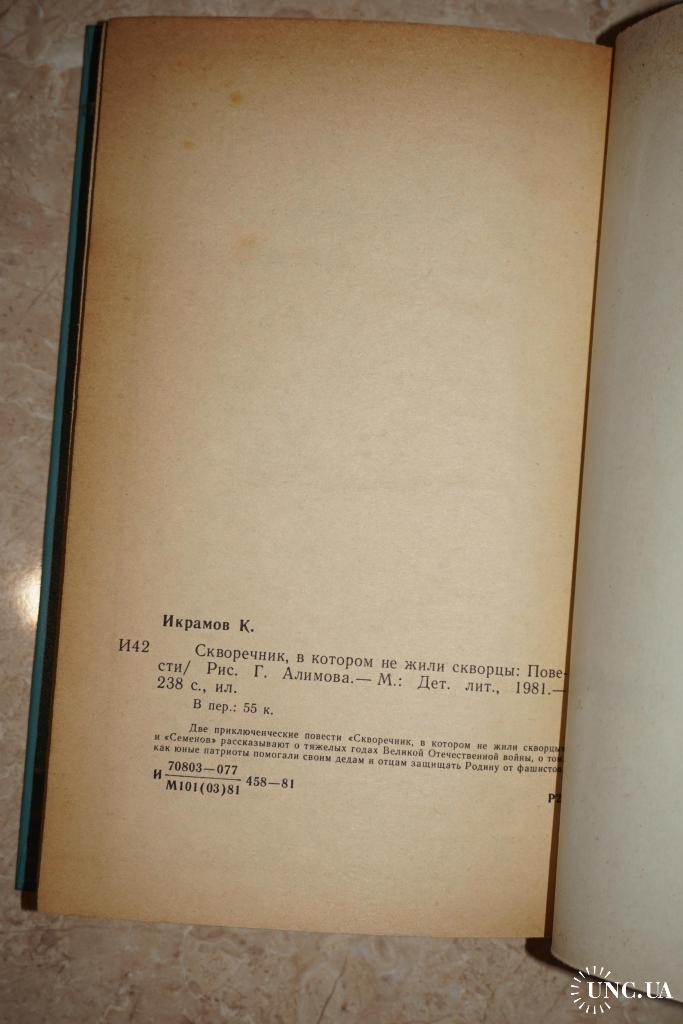 Икрамов К.
И42 Скворечник, в котором не жили скворцы: Пове-
сти/ Рис. Г. Алимова.— М.: Дет. лит., 1981.—
238 с., ил.
В пер.: 55 к.
Две приключенческие повести «Скворечник, в котором не жили скворцы»
и «Семенов» рассказывают о тяжелых годах Великой Отечественной войны, о том,
как юные патриоты помогали своим дедам и отцам защищать Родину от фашистов.
И 70803—077
М101(03)81 458—81
UNC.UA